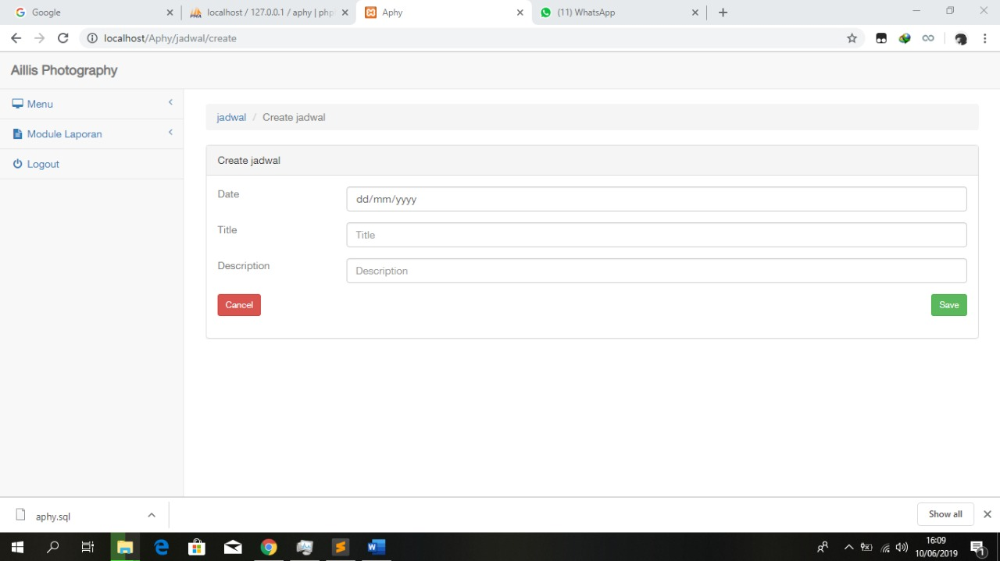 Google
localhost / 127.0.0.1 / aphy | php
Aphy
(11) WhatsApp
localhost/Aphy/jadwal/create
Aillis Photography
Menu
Module Laporan
Logout
jadwal / Create jadwal
Create jadwal
Date
dd/mm/yyyy
Title
Title
Description
Description
Cancel
Save
aphy.sql
Show all
16:09
10/06/2019
1